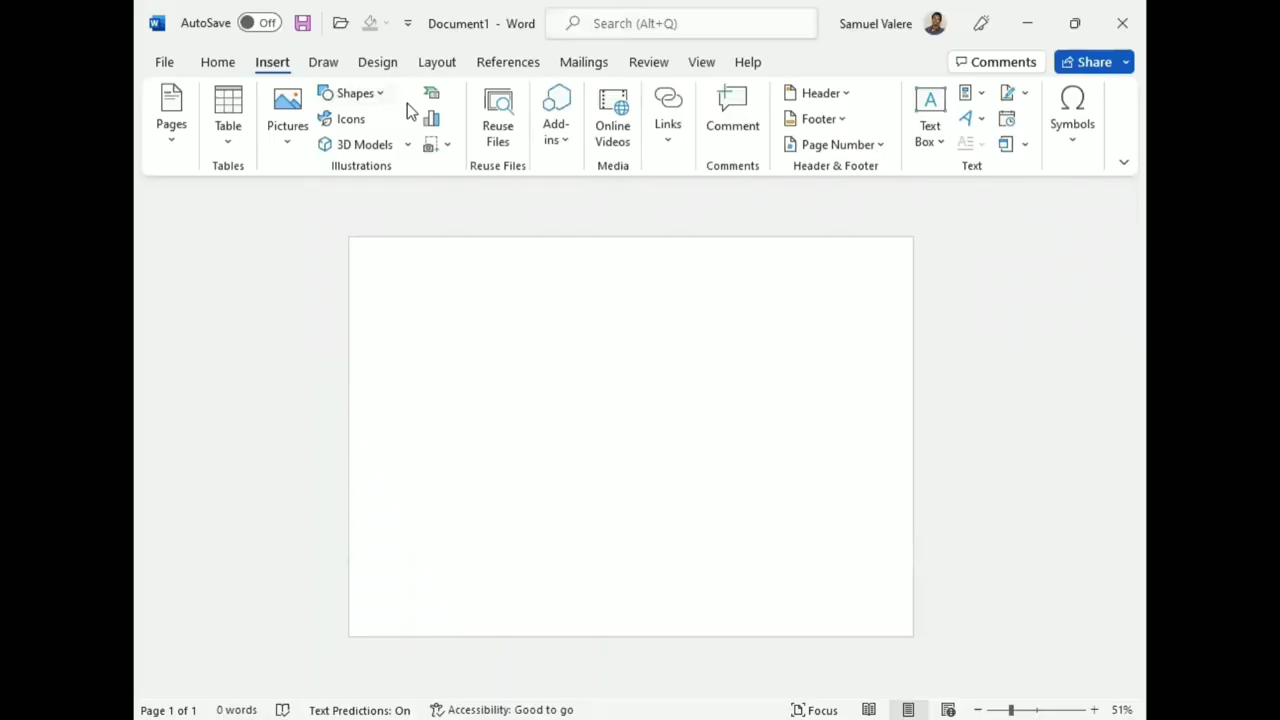 AutoSave Off Document1 - Word Search (Alt+Q) Samuel Valere
File Home Insert Draw Design Layout References Mailings Review View Help Comments Share
Pages
Table
Tables
Pictures
Shapes
Icons
3D Models
Illustrations
Reuse
Files
Reuse Files
Add-
ins
Online
Videos
Media
Links
Comment
Comments
Header
Footer
Page Number
Header & Footer
A
Text
Box
Text
Symbols
Page 1 of 1 0 words Text Predictions: On Accessibility: Good to go Focus 51%